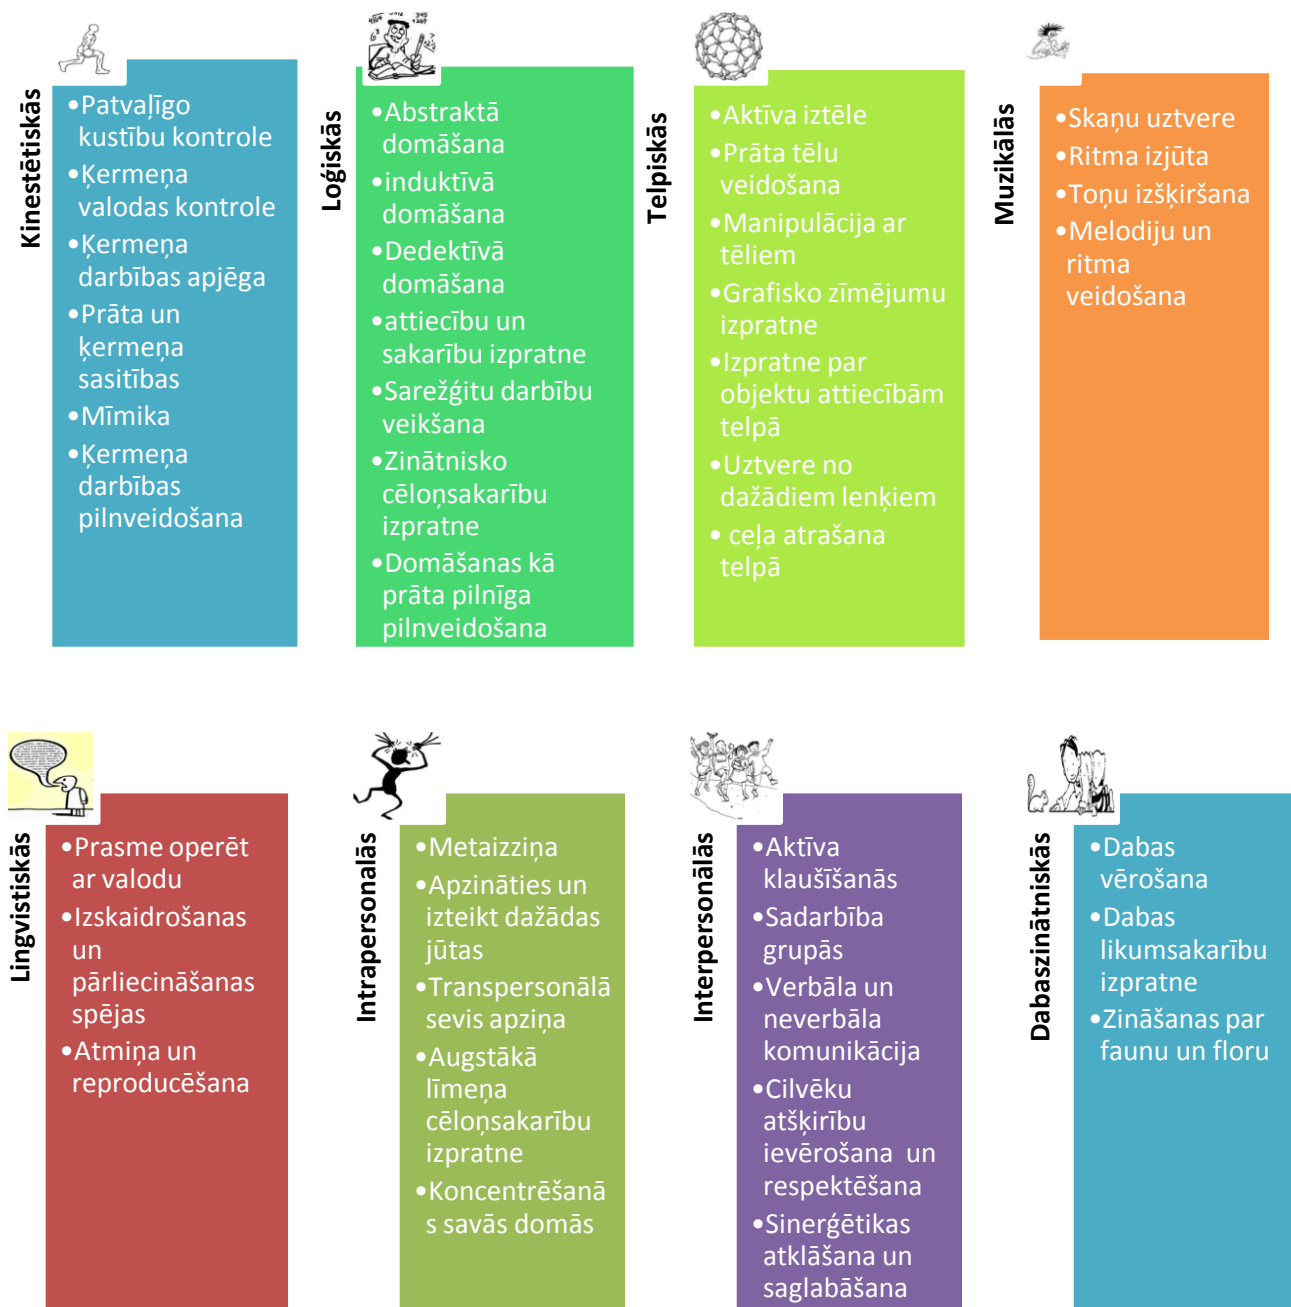 Kinestētiskās
•Patvaļīgo
kustību kontrole
•Ķermeņa
valodas kontrole
•Ķermeņa
darbības apjēga
•Prāta un
ķermeņa
sasitības
•Mīmika
•Ķermeņa
darbības
pilnveidošana
Loģiskās
•Abstraktā
domāšana
•induktīvā
domāšana
•Dedektīvā
domāšana
•attiecību un
sakarību izpratne
•Sarežģitu darbību
veikšana
•Zinātnisko
cēloņsakarību
izpratne
•Domāšanas kā
prāta pilnīga
pilnveidošana
Telpiskās
•Aktīva iztēle
•Prāta tēlu
veidošana
•Manipulācija ar
tēliem
•Grafisko zīmējumu
izpratne
•Izpratne par
objektu attiecībām
telpā
•Uztvere no
dažādiem leņķiem
• ceļa atrašana
telpā
Muzikālās
•Skaņu uztvere
•Ritma izjūta
•Toņu izšķiršana
•Melodiju un
ritma
veidošana
Lingvistiskās
•Prasme operēt
ar valodu
•Izskaidrošanas
un
pārliecināšanas
spējas
•Atmiņa un
reproducēšana
Intrapersonalās
•Metaizziņa
•Apzināties un
izteikt dažādas
jūtas
•Transpersonālā
sevis apziņa
•Augstākā
līmeņa
cēloņsakarību
izpratne
•Koncentrēšanā
s savās domās
Interpersonālās
•Aktīva
klaušīšanās
•Sadarbība
grupās
•Verbāla un
neverbāla
komunikācija
•Cilvēku
atšķirību
ievērošana un
respektēšana
•Sinerģētikas
atklāšana un
saglabāšana
Dabaszinātniskās
•Dabas
vērošana
•Dabas
likumsakarību
izpratne
•Zināšanas par
faunu un floru